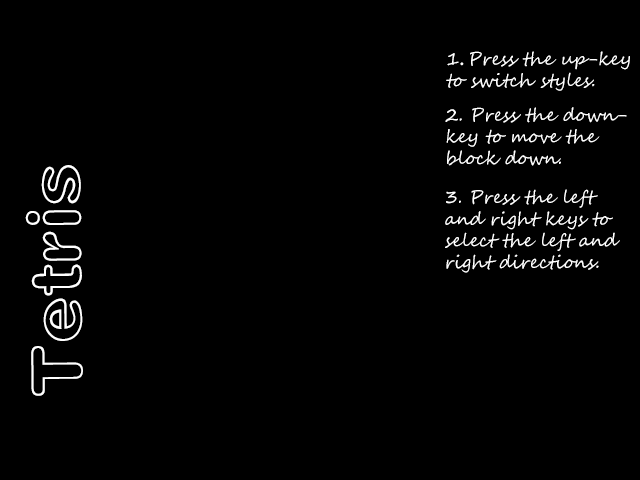 Tetris
1. Press the up-key
to switch styles.
2. Press the down-
key to move the
block down.
3. Press the left
and right keys to
select the left and
right directions.